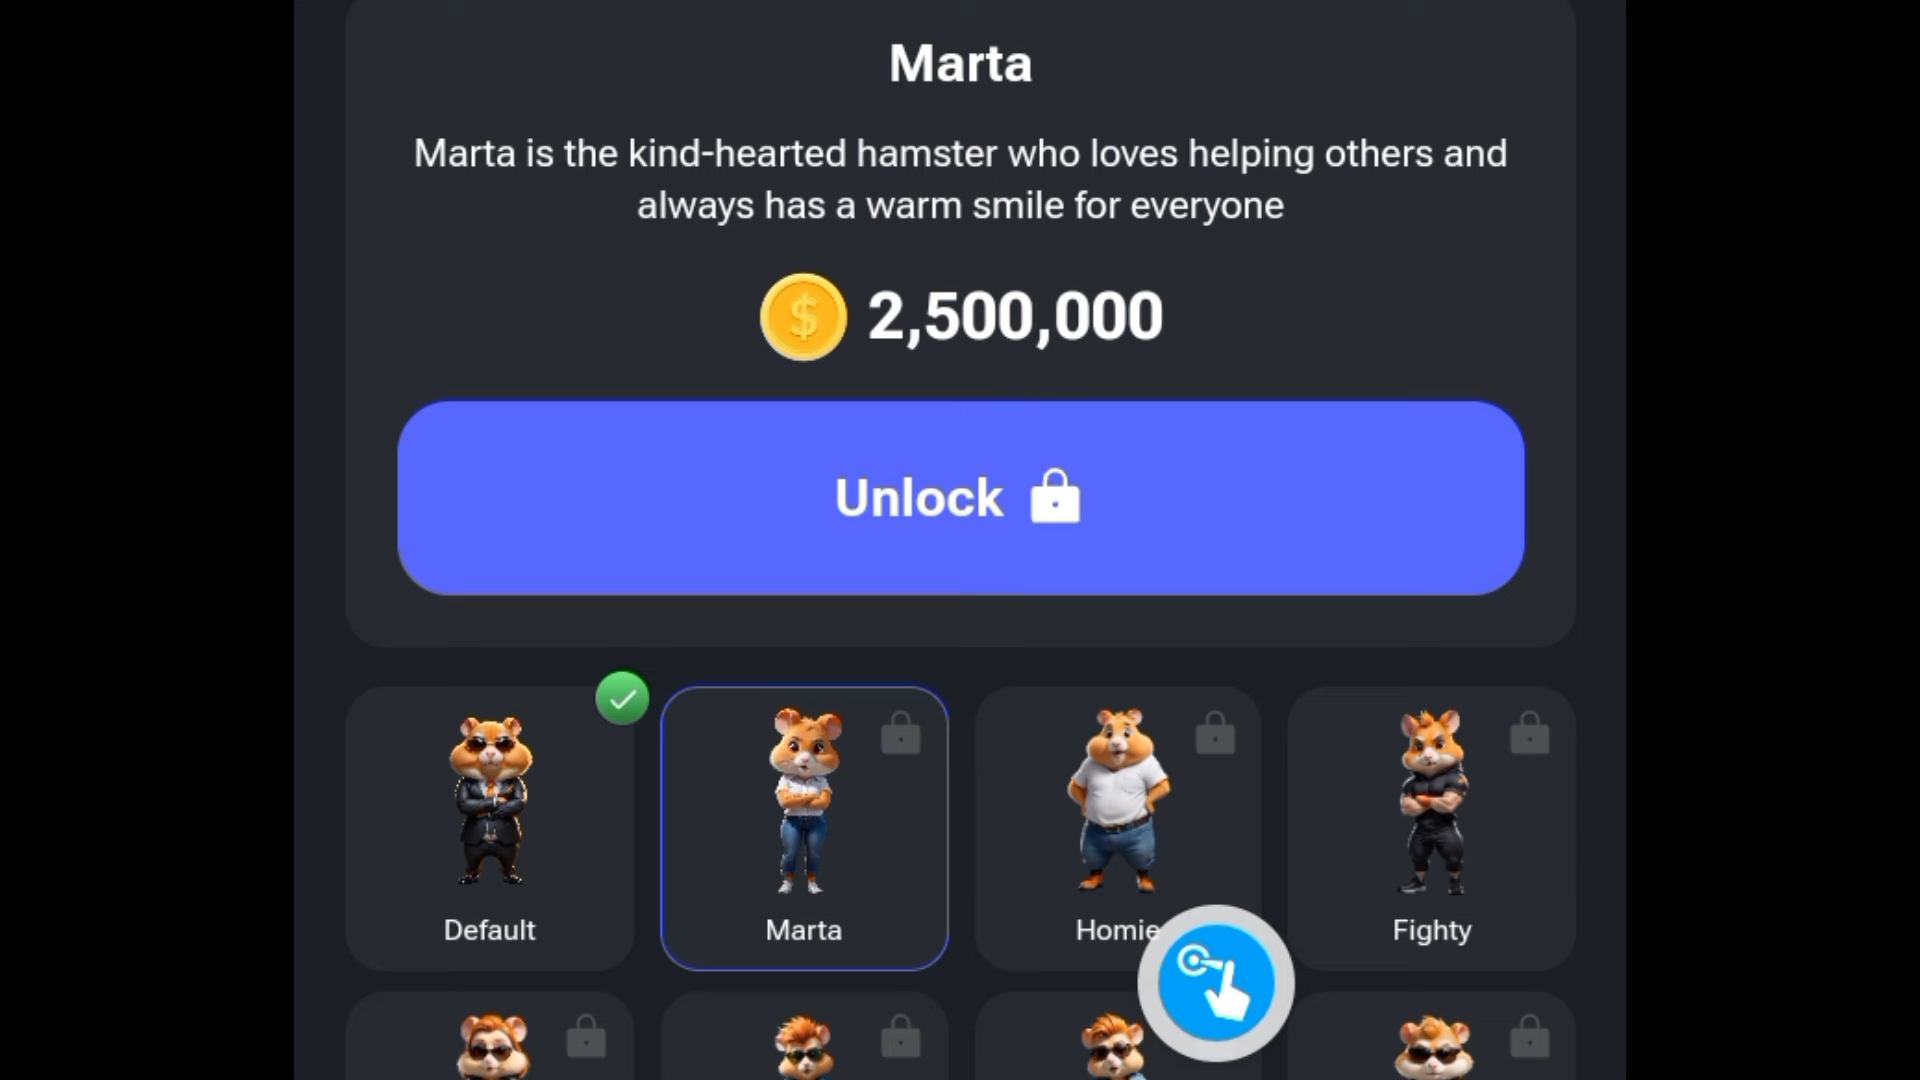 Marta
Marta is the kind-hearted hamster who loves helping others and
always has a warm smile for everyone
$ 2,500,000
Unlock
Default
Marta
Homie
Fighty